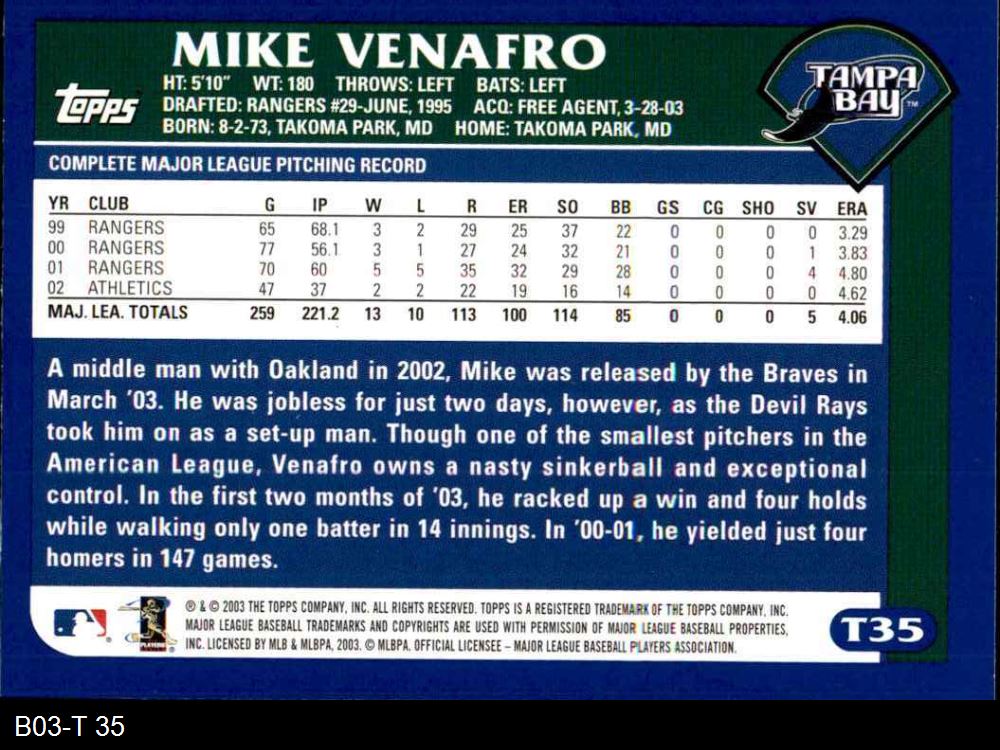 MIKE VENAFRO
topps
HT: 5'10" WT: 180 THROWS: LEFT BATS: LEFT
DRAFTED: RANGERS #29-JUNE, 1995 ACQ: FREE AGENT, 3-28-03
BORN: 8-2-73, TAKOMA PARK, MD HOME: TAKOMA PARK, MD
TAMPA
BAY™
COMPLETE MAJOR LEAGUE PITCHING RECORD
YR CLUB G IP W L R ER SO BB GS CG SHO SV ERA
99 RANGERS 65 68.1 3 2 29 25 37 22 0 0 0 0 3.29
00 RANGERS 77 56.1 3 1 27 24 32 21 0 0 0 1 3.83
01 RANGERS 70 60 5 5 35 32 29 28 0 0 0 4 4.80
02 ATHLETICS 47 37 2 2 22 19 16 14 0 0 0 0 4.62
MAJ. LEA. TOTALS 259 221.2 13 10 113 100 114 85 0 0 0 5 4.06
A middle man with Oakland in 2002, Mike was released by the Braves in
March '03. He was jobless for just two days, however, as the Devil Rays
took him on as a set-up man. Though one of the smallest pitchers in the
American League, Venafro owns a nasty sinkerball and exceptional
control. In the first two months of '03, he racked up a win and four holds
while walking only one batter in 14 innings. In '00-01, he yielded just four
homers in 147 games.
® & © 2003 THE TOPPS COMPANY, INC. ALL RIGHTS RESERVED. TOPPS IS A REGISTERED TRADEMARK OF THE TOPPS COMPANY, INC.
MAJOR LEAGUE BASEBALL TRADEMARKS AND COPYRIGHTS ARE USED WITH PERMISSION OF MAJOR LEAGUE BASEBALL PROPERTIES,
INC. LICENSED BY MLB & MLBPA, 2003. © MLBPA. OFFICIAL LICENSEE – MAJOR LEAGUE BASEBALL PLAYERS ASSOCIATION.
T35
B03-T 35